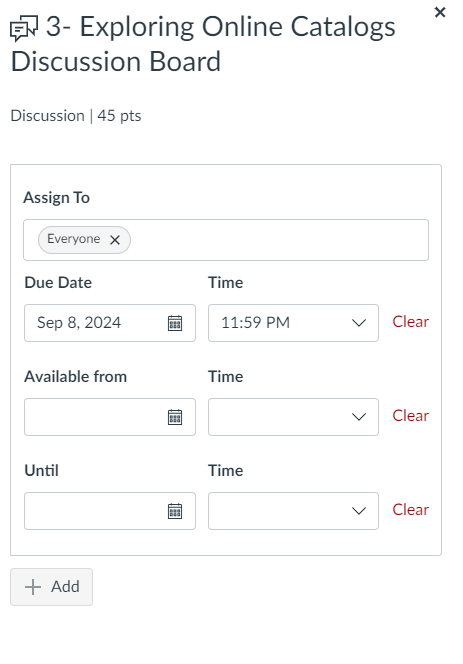 3- Exploring Online Catalogs
Discussion Board
Discussion | 45 pts
Assign To
Everyone
Due Date Time
Sep 8, 2024 11:59 PM Clear
Available from Time
Clear
Until Time
Clear
Add